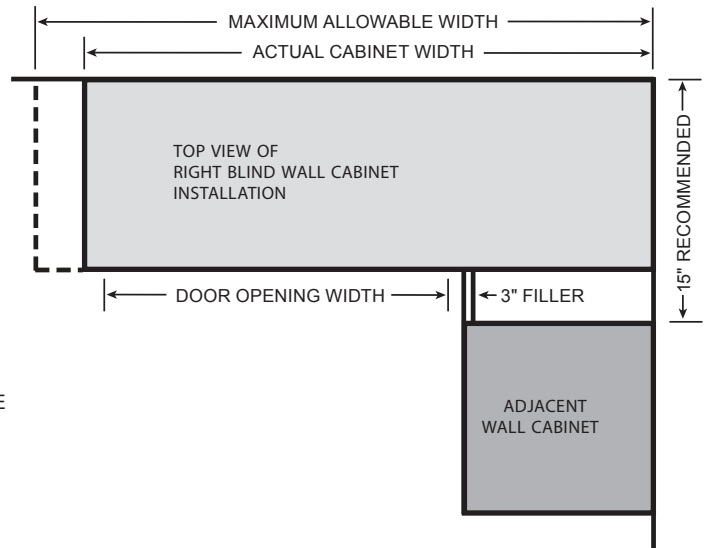 MAXIMUM ALLOWABLE WIDTH
ACTUAL CABINET WIDTH
TOP VIEW OF
RIGHT BLIND WALL CABINET
INSTALLATION
15" RECOMMENDED
DOOR OPENING WIDTH
3" FILLER
E
ADJACENT
WALL CABINET